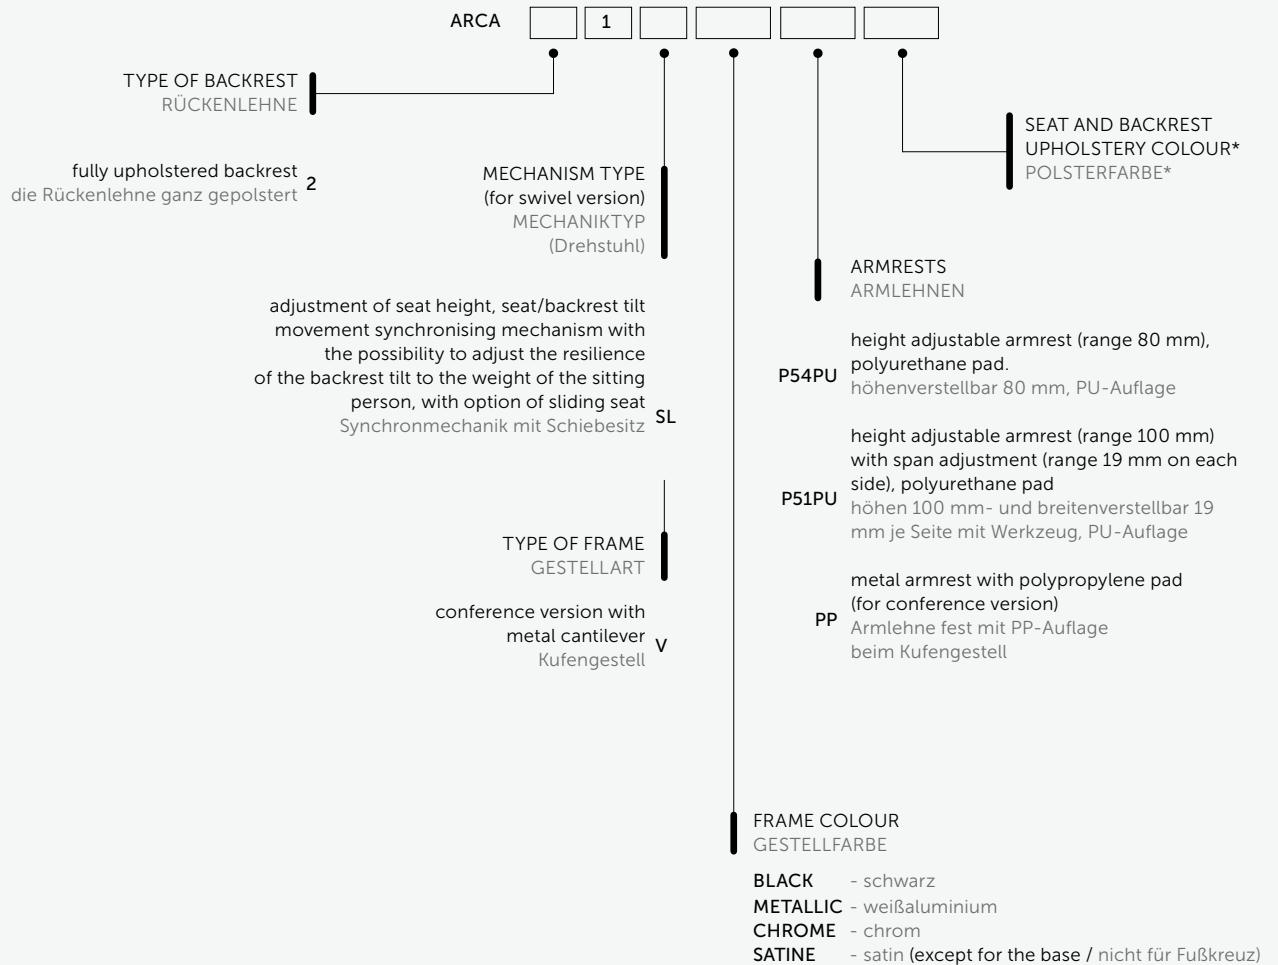 ARCA 1
TYPE OF BACKREST
RÜCKENLEHNE
fully upholstered backrest
die Rückenlehne ganz gepolstert
2
MECHANISM TYPE
(for swivel version)
MECHANIKTYP
(Drehstuhl)
adjustment of seat height, seat/backrest tilt
movement synchronising mechanism with
the possibility to adjust the resilience
of the backrest tilt to the weight of the sitting
person, with option of sliding seat
Synchronmechanik mit Schiebesitz
SL
TYPE OF FRAME
GESTELLART
conference version with
metal cantilever
Kufengestell
V
SEAT AND BACKREST
UPHOLSTERY COLOUR*
POLSTERFARBE*
ARMRESTS
ARMLEHNEN
P54PU
height adjustable armrest (range 80 mm),
polyurethane pad.
höhenverstellbar 80 mm, PU-Auflage
P51PU
height adjustable armrest (range 100 mm)
with span adjustment (range 19 mm on each
side), polyurethane pad
höhen 100 mm- und breitenverstellbar 19
mm je Seite mit Werkzeug, PU-Auflage
PP
metal armrest with polypropylene pad
(for conference version)
Armlehne fest mit PP-Auflage
beim Kufengestell
FRAME COLOUR
GESTELLFARBE
BLACK - schwarz
METALLIC - weißaluminium
CHROME - chrom
SATINE - satin (except for the base / nicht für Fußkreuz)